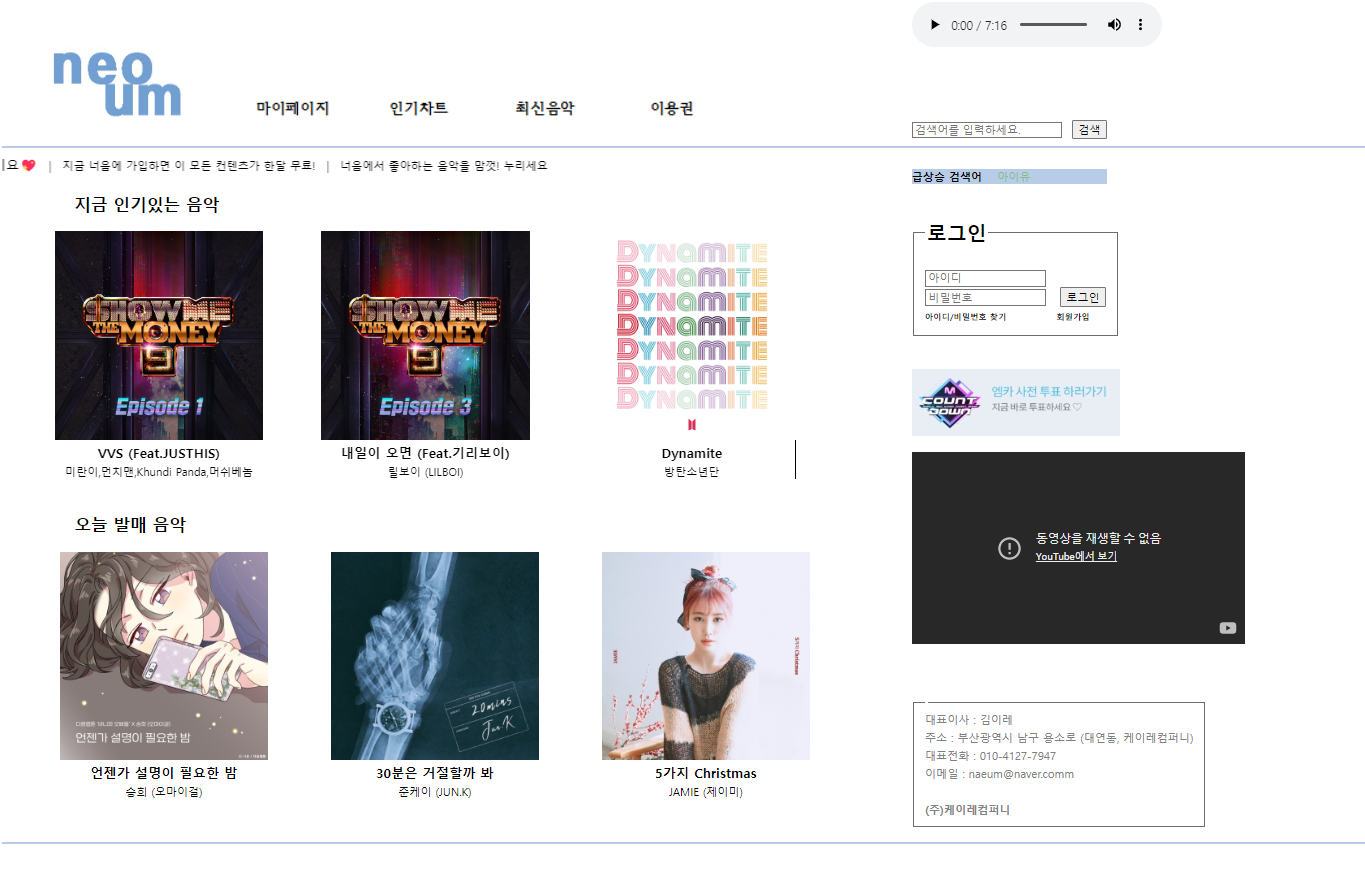 0:00 / 7:16
neo
um
마이페이지 인기차트 최신음악 이용권
검색어를 입력하세요. 검색
요 💖 | 지금 너음에 가입하면 이 모든 컨텐츠가 한달 무료! | 너음에서 좋아하는 음악을 맘껏! 누리세요
급상승 검색어 아이유
지금 인기있는 음악
SHOW ME
THE MONEY
9
Episode 1
SHOW ME
THE MONEY
9
Episode 3
DYNAMITE
DYNAMITE
DYNAMITE
DYNAMITE
DYNAMITE
DYNAMITE
DYNAMITE
VVS (Feat.JUSTHIS)
미란이,먼치맨,Khundi Panda,머쉬베놈
내일이 오면 (Feat.기리보이)
릴보이 (LILBOI)
Dynamite
방탄소년단
로그인
아이디
비밀번호 로그인
아이디/비밀번호 찾기 회원가입
M
COUNT
DOWN
엠카 사전 투표 하러가기
지금 바로 투표하세요♡
동영상을 재생할 수 없음
YouTube에서 보기
오늘 발매 음악
언젠가 설명이 필요한 밤
20mins
Jun.K
5가지 Christmas
언젠가 설명이 필요한 밤
승희 (오마이걸)
30분은 거절할까 봐
준케이 (JUN.K)
5가지 Christmas
JAMIE (제이미)
대표이사 : 김이레
주소 : 부산광역시 남구 용소로 (대연동, 케이레컴퍼니)
대표전화 : 010-4127-7947
이메일 : naeum@naver.comm
(주)케이레컴퍼니